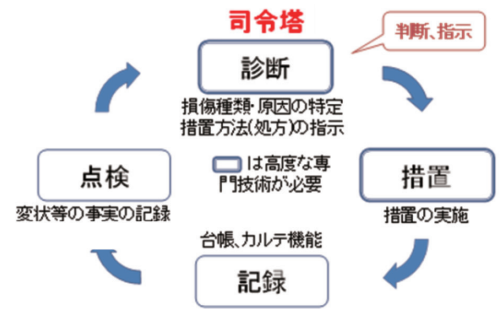 司令塔
判断、指示
診断
損傷種類・原因の特定
措置方法(処方)の指示
点検
変状等の事実の記録
は高度な専
門技術が必要
措置
措置の実施
台帳、カルテ機能
記録